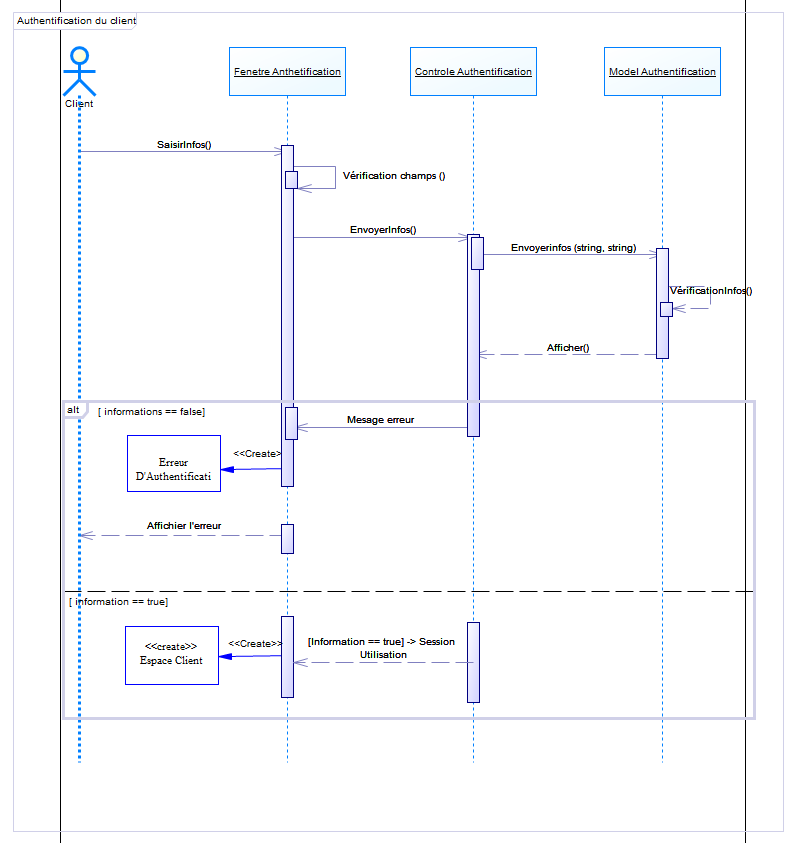 Authentification du client
Client
Fenetre Anthetification
Controle Authentification
Model Authentification
SaisirInfos()
Vérification champs ()
EnvoyerInfos()
Envoyerinfos (string, string)
VérificationInfos()
Afficher()
alt
[ informations == false]
Mesage erreur
<<Create>
Erreur
D'Authentificati
Affichier l'erreur
[ information == true]
<<create>>
Espace Client
<<Create>>
[Information == true] -> Session
Utilisation